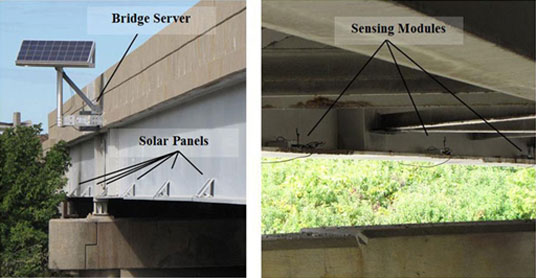 Bridge Server
Solar Panels
Sensing Modules